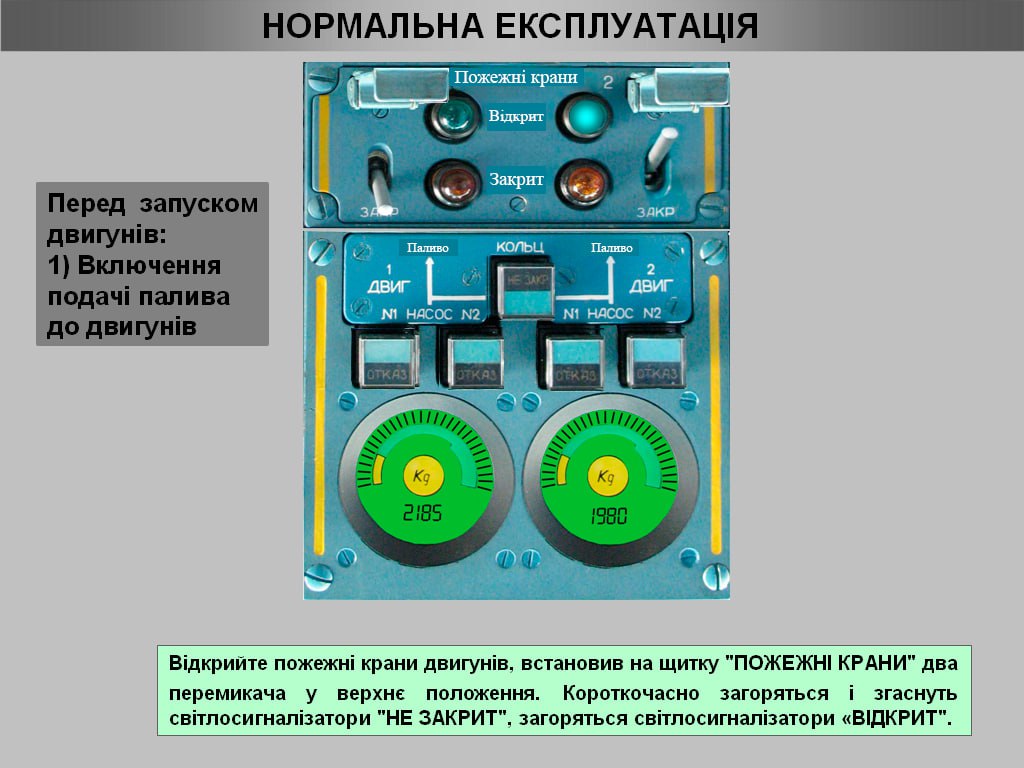 НОРМАЛЬНА ЕКСПЛУАТАЦІЯ
Пожежні крани
2
Відкрит
Закрит
ЗАКР
ЗАКР
Перед запуском
двигунів:
1) Включення
подачі палива
до двигунів
Паливо
КОЛЬЦ
Паливо
1
ДВИГ
НЕ ЗАКР
2
ДВИГ
N1 НАСОС N2
N1 НАСОС N2
ОТКАЗ
ОТКАЗ
ОТКАЗ
ОТКАЗ
Kg
2185
Kg
1980
Відкрийте пожежні крани двигунів, встановив на щитку "ПОЖЕЖНІ КРАНИ" два
перемикача у верхнє положення. Короткочасно загоряться і згаснуть
світлосигналізатори "НЕ ЗАКРИТ", загоряться світлосигналізатори «ВІДКРИТ".